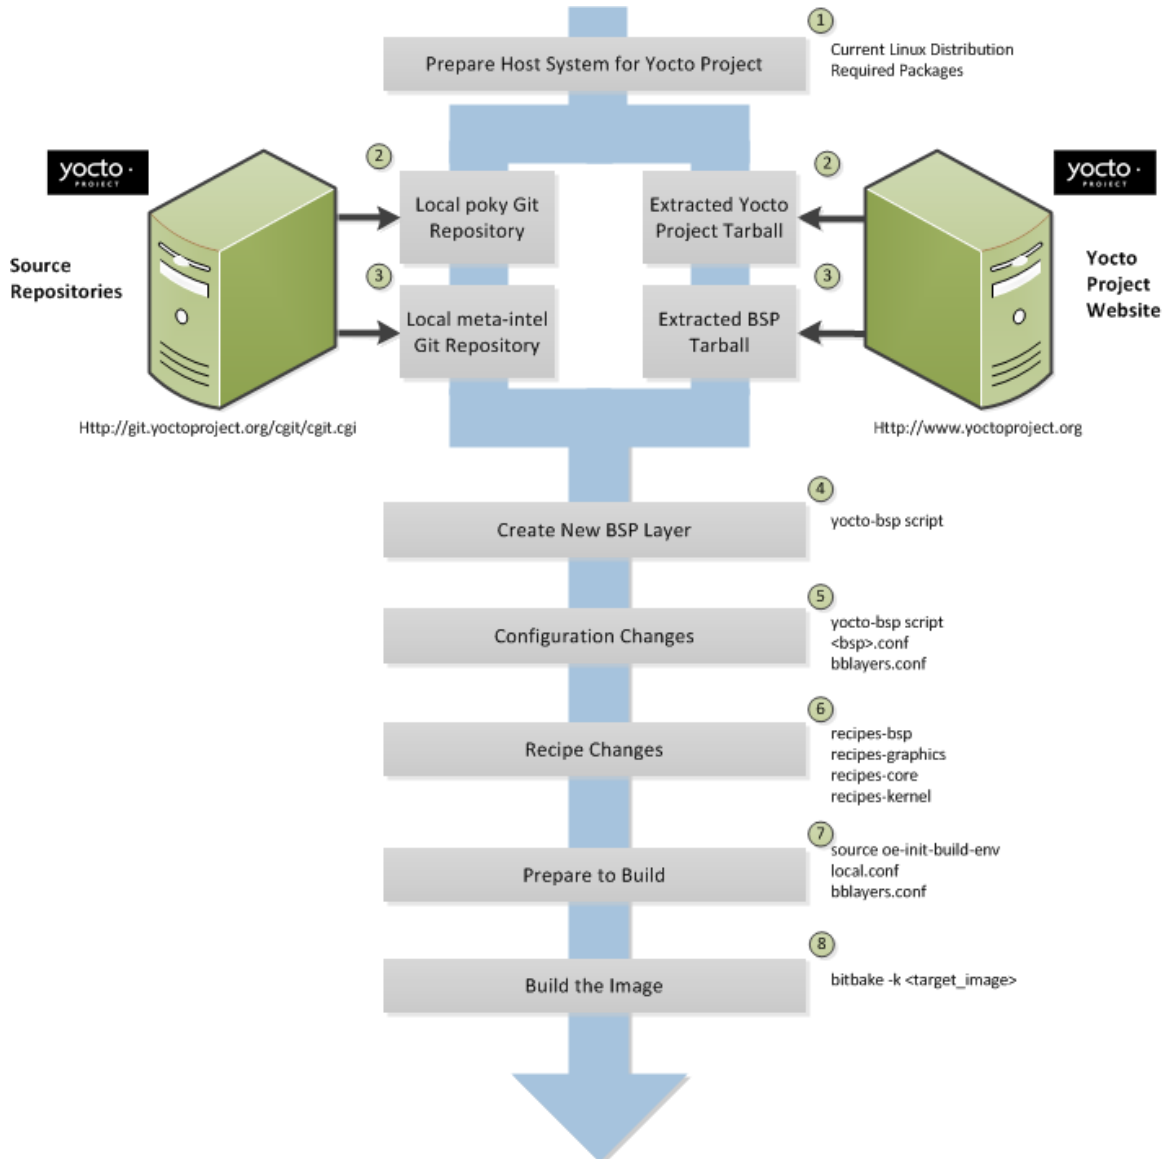 1
Prepare Host System for Yocto Project
Current Linux Distribution
Required Packages
yocto ·
PROJECT
2
2
yocto ·
PROJECT
Local poky Git
Repository
Extracted Yocto
Project Tarball
Source
Repositories
Yocto
Project
Website
3
3
Local meta-intel
Git Repository
Extracted BSP
Tarball
Http://git.yoctoproject.org/cgit/cgit.cgi
Http://www.yoctoproject.org
4
Create New BSP Layer
yocto-bsp script
5
Configuration Changes
yocto-bsp script
<bsp>.conf
bblayers.conf
6
Recipe Changes
recipes-bsp
recipes-graphics
recipes-core
recipes-kernel
7
Prepare to Build
source oe-init-build-env
local.conf
bblayers.conf
8
Build the Image
bitbake -k <target_image>